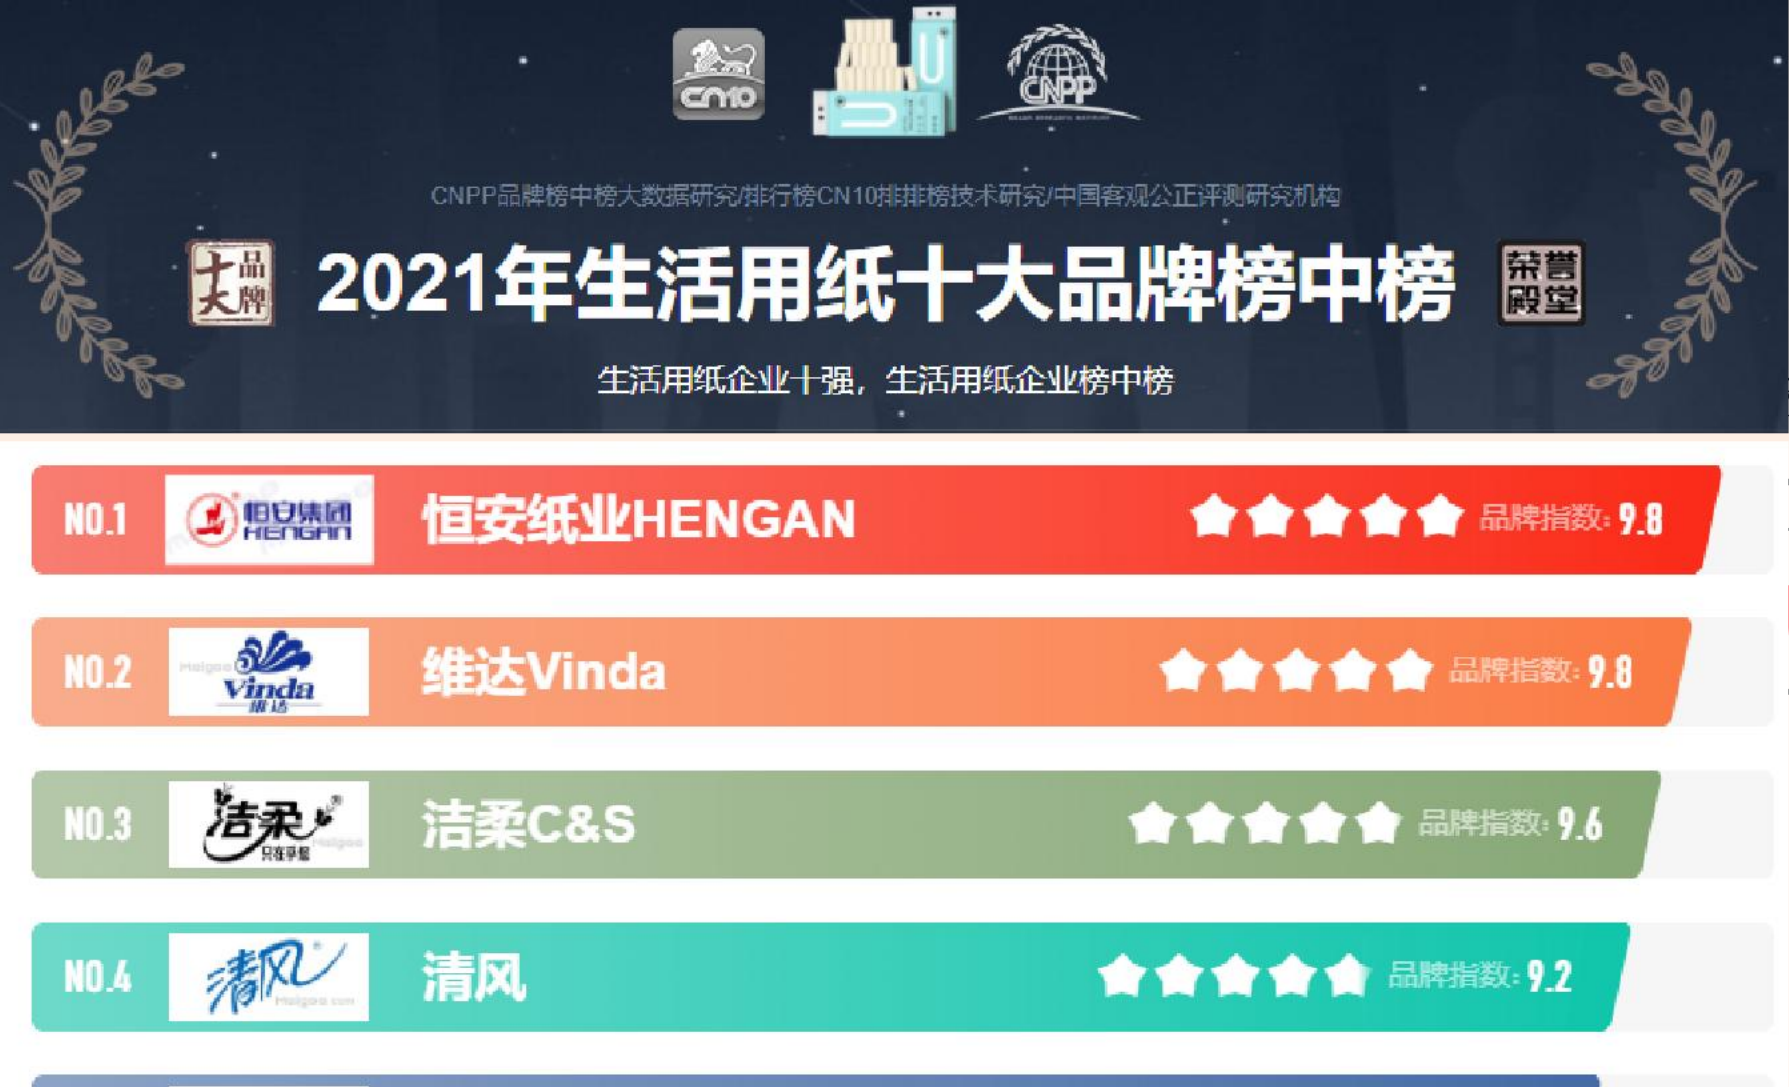 CN10
CNPP
CNPP品牌榜中榜大数据研究/排行榜CN10排排榜技术研究/中国客观公正评测研究机构
十大品牌
2021年生活用纸十大品牌榜中榜
荣誉殿堂
生活用纸企业十强，生活用纸企业榜中榜
NO.1 恒安集团 HENGAN 恒安纸业HENGAN 品牌指数: 9.8
NO.2 Vinda 维达 维达Vinda 品牌指数: 9.8
NO.3 洁柔 洁柔C&S 品牌指数: 9.6
NO.4 清风 清风 品牌指数: 9.2